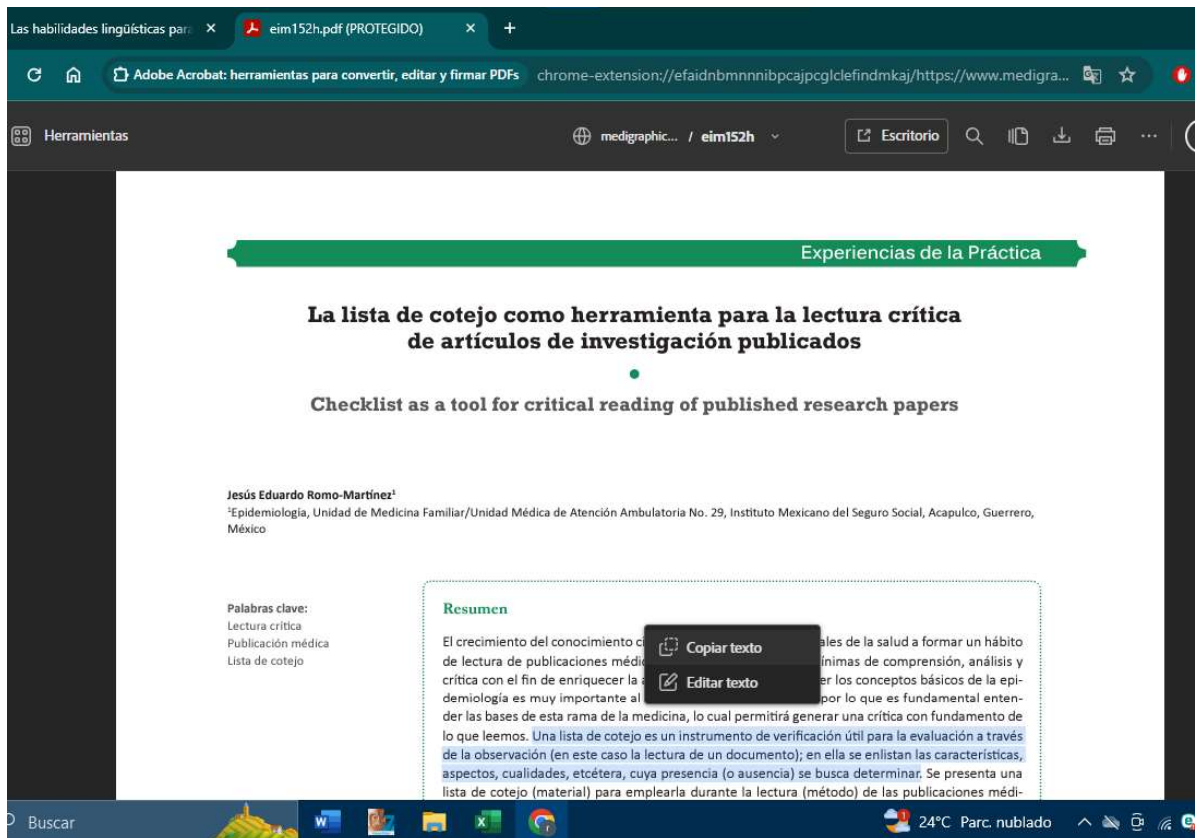 Las habilidades lingüísticas para
eim152h.pdf (PROTEGIDO)
Adobe Acrobat: herramientas para convertir, editar y firmar PDFs chrome-extension://efaidnbmnnnibpcajpcglclefindmkaj/https://www.medigra...
Herramientas
medigraphic... / eim152h
Escritorio
Experiencias de la Práctica
La lista de cotejo como herramienta para la lectura crítica
de artículos de investigación publicados
Checklist as a tool for critical reading of published research papers
Jesús Eduardo Romo-Martínez¹
¹Epidemiología, Unidad de Medicina Familiar/Unidad Médica de Atención Ambulatoria No. 29, Instituto Mexicano del Seguro Social, Acapulco, Guerrero,
México
Palabras clave:
Lectura crítica
Publicación médica
Lista de cotejo
Resumen
El crecimiento del conocimiento ales de la salud a formar un hábito
de lectura de publicaciones ínimas de comprensión, análisis y
crítica con el fin de enriquecer la er los conceptos básicos de la epi-
demiología es muy importante al por lo que es fundamental enten-
der las bases de esta rama de la medicina, lo cual permitirá generar una crítica con fundamento de
lo que leemos. Una lista de cotejo es un instrumento de verificación útil para la evaluación a través
de la observación (en este caso la lectura de un documento); en ella se enlistan las características,
aspectos, cualidades, etcétera, cuya presencia (o ausencia) se busca determinar. Se presenta una
lista de cotejo (material) para emplearla durante la lectura (método) de las publicaciones médi-
Copiar texto
Editar texto
Buscar
24°C Parc. nublado